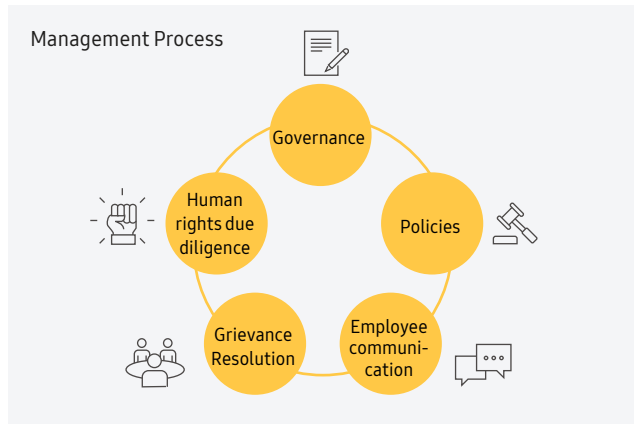 Management Process
Governance
Policies
Employee
communi-
cation
Grievance
Resolution
Human
rights due
diligence